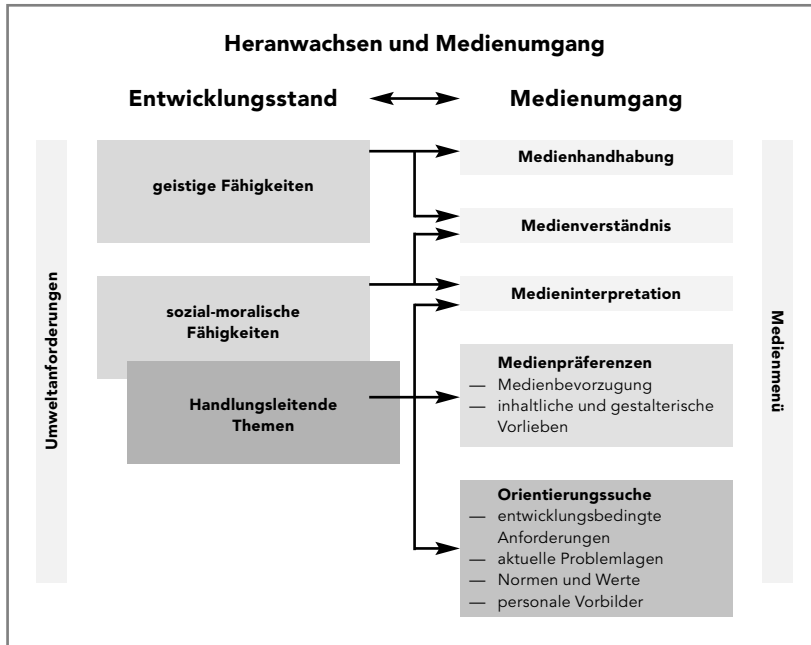 Heranwachsen und Medienumgang
Entwicklungsstand
Medienumgang
Umweltanforderungen
geistige Fähigkeiten
sozial-moralische
Fähigkeiten
Handlungsleitende
Themen
Medienhandhabung
Medienverständnis
Medieninterpretation
Medienpräferenzen
— Medienbevorzugung
— inhaltliche und gestalterische
Vorlieben
Orientierungssuche
— entwicklungsbedingte
Anforderungen
— aktuelle Problemlagen
— Normen und Werte
— personale Vorbilder
Medienmenü